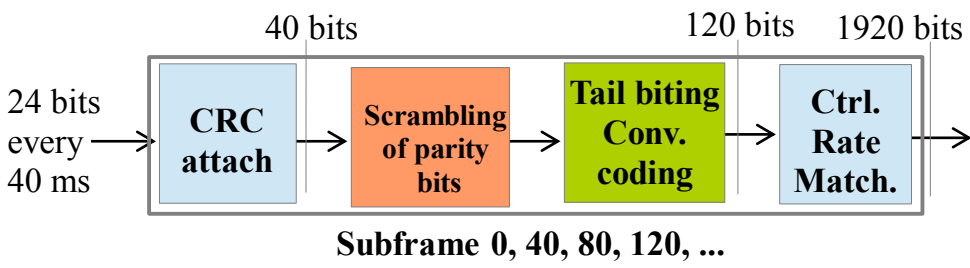 40 bits
120 bits
1920 bits
24 bits
every
40 ms
CRC
attach
Scrambling
of parity
bits
Tail biting
Conv.
coding
Ctrl.
Rate
Match.
Subframe 0, 40, 80, 120, ...